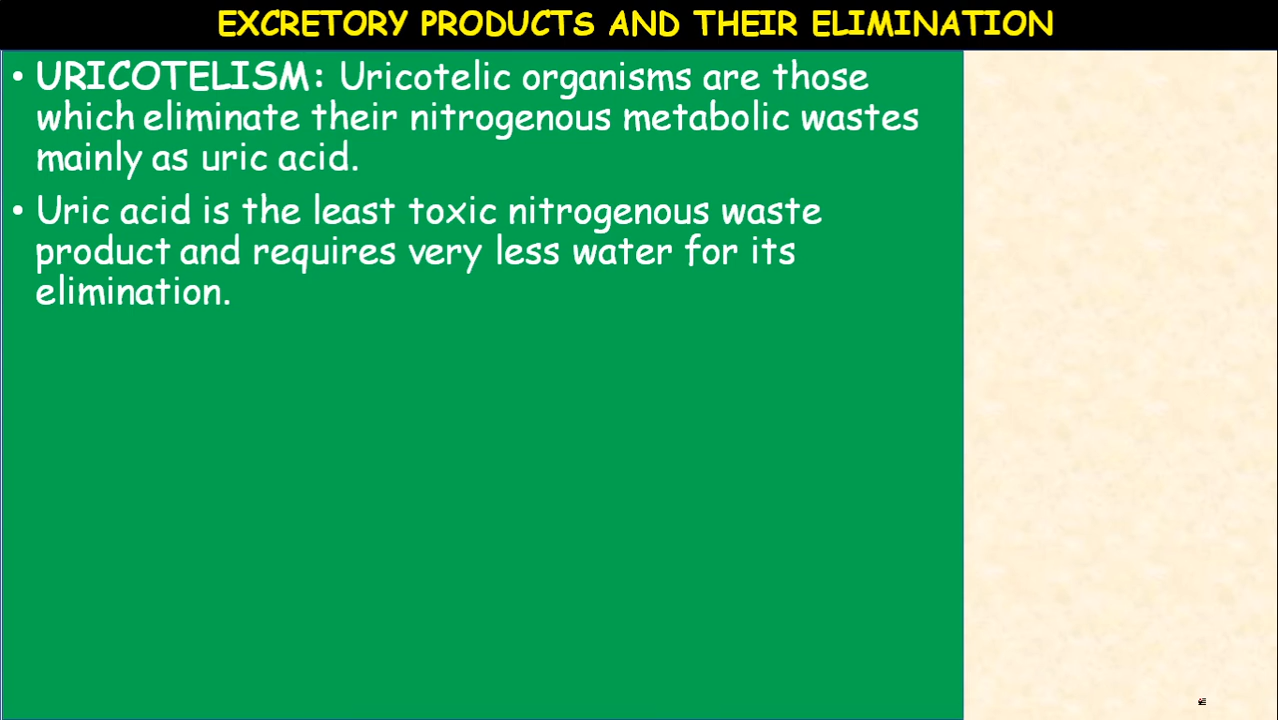 EXCRETORY PRODUCTS AND THEIR ELIMINATION
• URICOTELISM: Uricotelic organisms are those
which eliminate their nitrogenous metabolic wastes
mainly as uric acid.
• Uric acid is the least toxic nitrogenous waste
product and requires very less water for its
elimination.